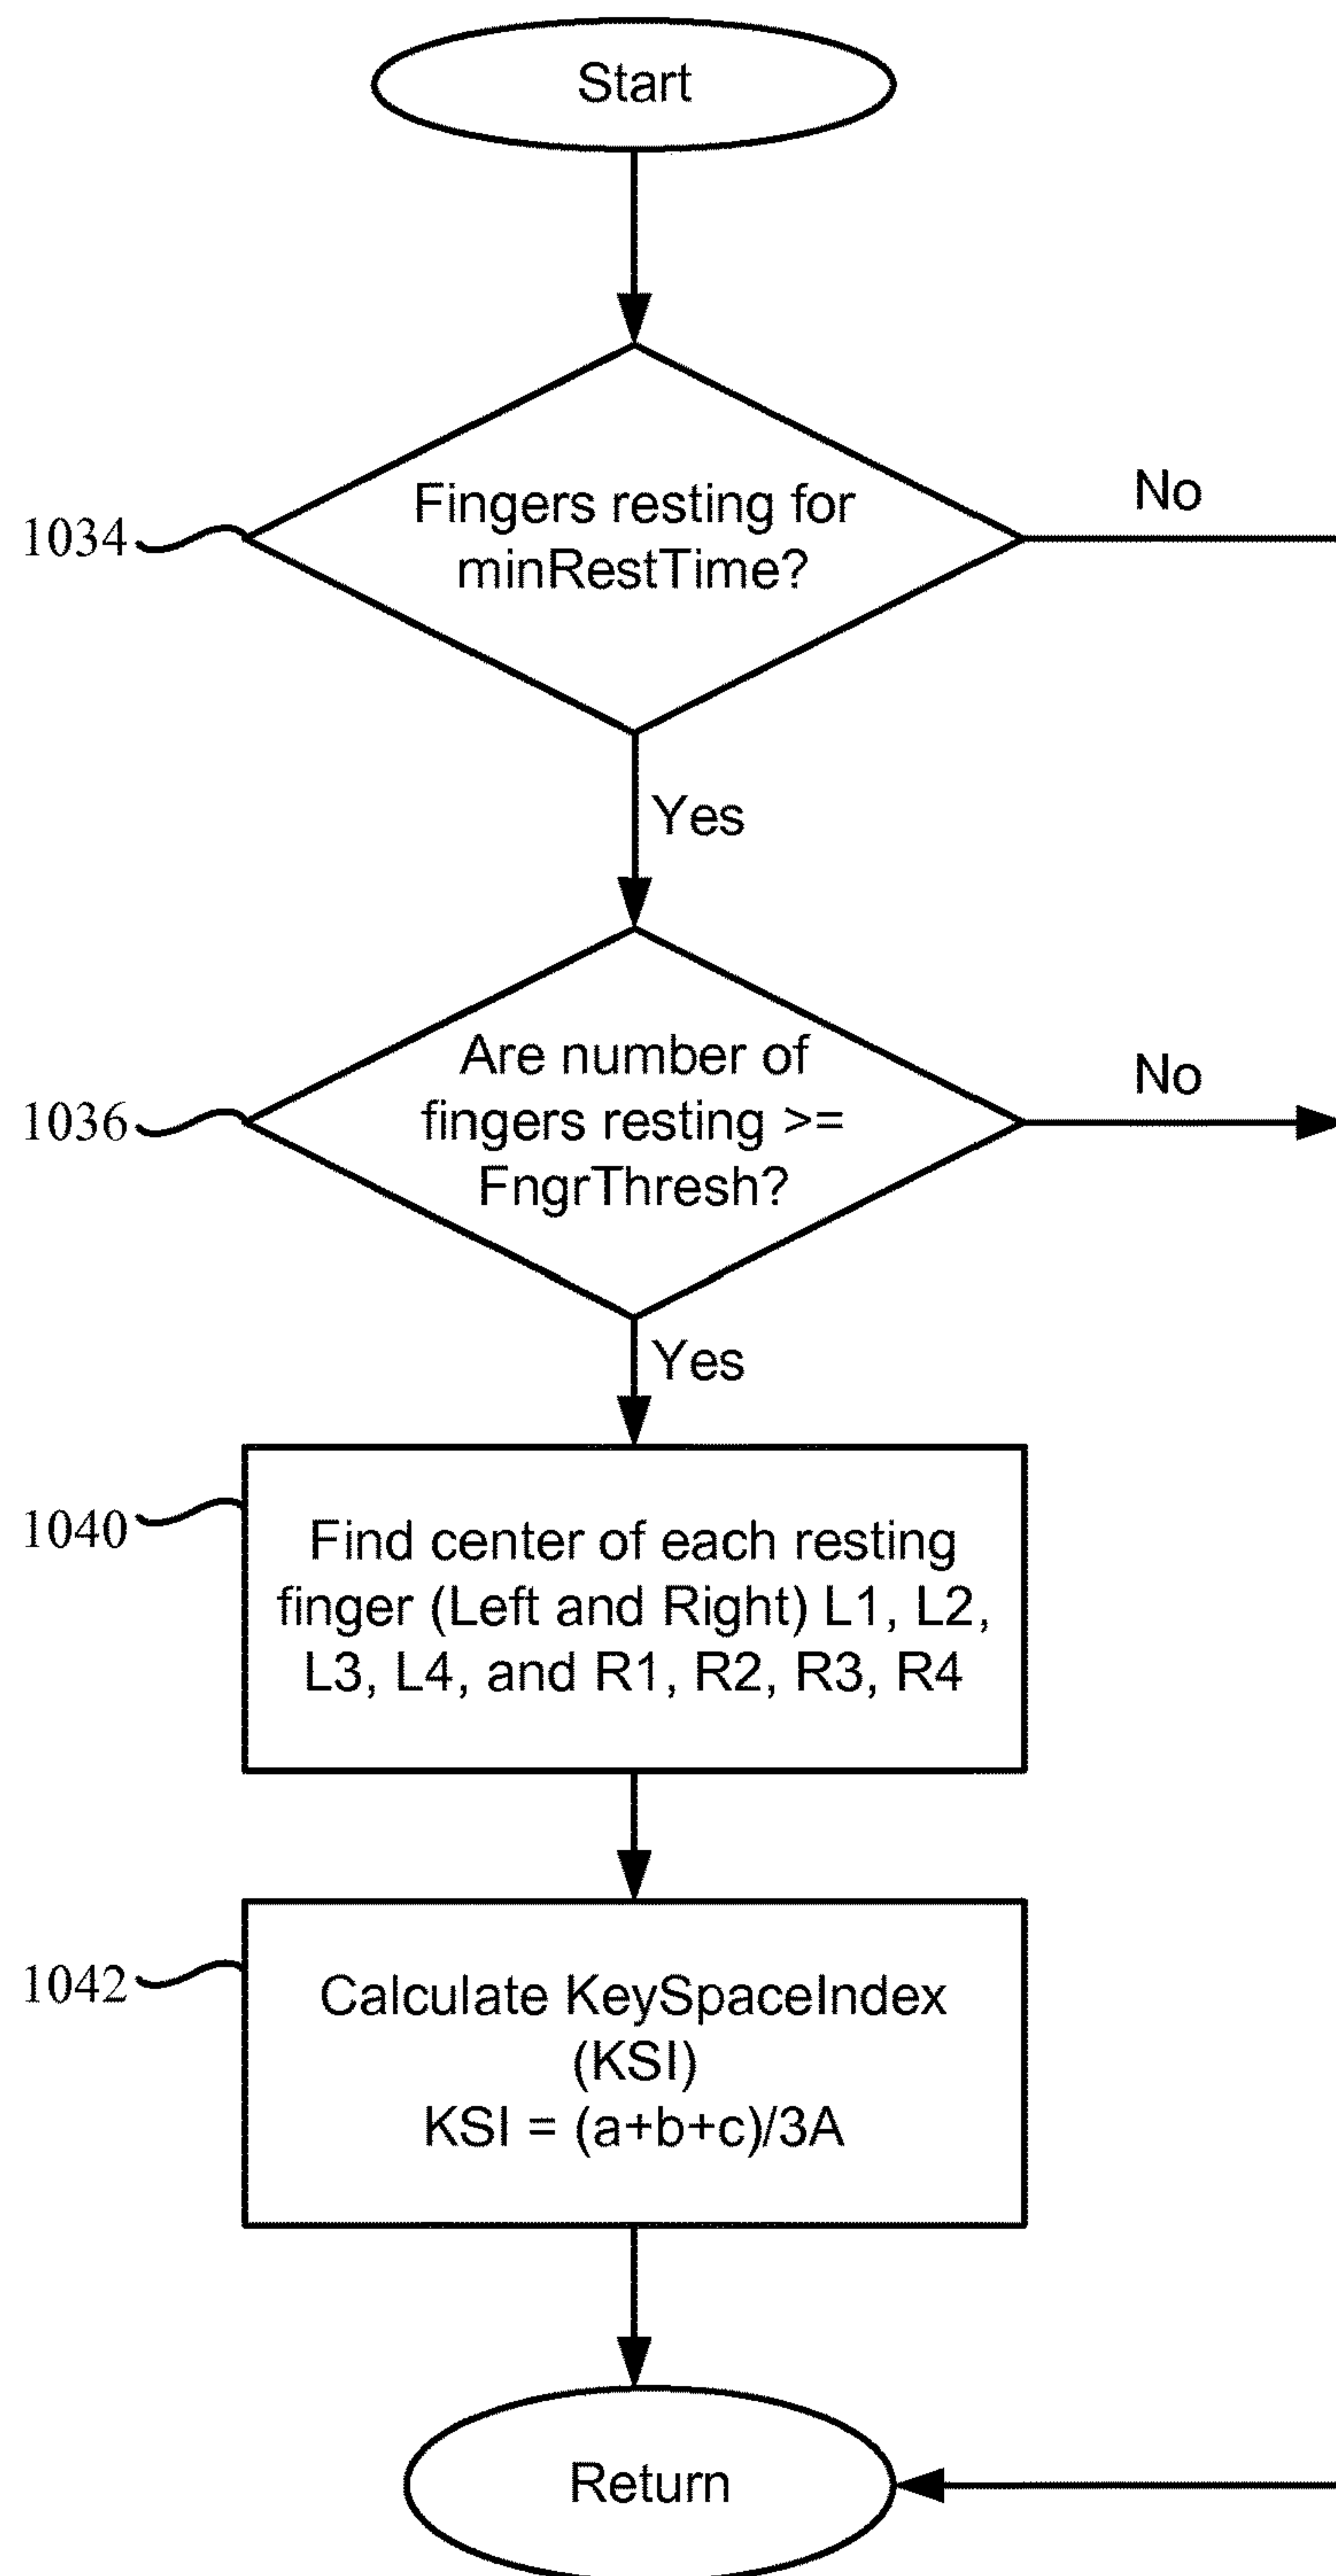 Start
1034
Fingers resting for
minRestTime?
No
Yes
1036
Are number of
fingers resting >=
FngrThresh?
No
Yes
1040
Find center of each resting
finger (Left and Right) L1, L2,
L3, L4, and R1, R2, R3, R4
1042
Calculate KeySpaceIndex
(KSI)
KSI = (a+b+c)/3A
Return